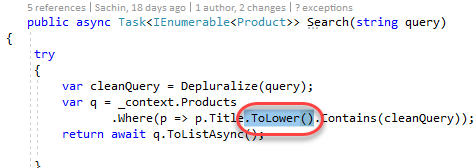 5 references | Sachin, 18 days ago | 1 author, 2 changes | ? exceptions
public async Task<IEnumerable<Product>> Search(string query)
{
try
{
var cleanQuery = Depluralize(query);
var q = _context.Products
.Where(p => p.Title.ToLower().Contains(cleanQuery));
return await q.ToListAsync();